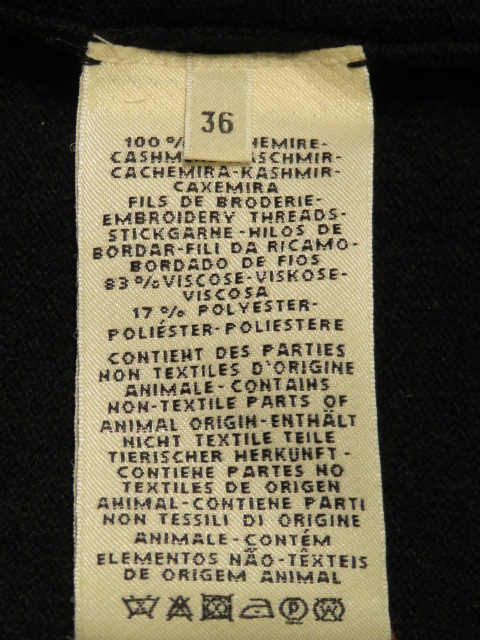 36
100 % HEMIRE-
CASHM ASCHMIR-
CACHEMIRA-KASHMIR-
CAXEMIRA
FILS DE BRODERIE-
EMBROIDERY THREADS-
STICKGARNE-HILOS DE
BORDAR-FILI DA RICAMO-
BORDADO DE FIOS
83 % VISCOSE-VISKOSE-
VISCOSA
17 % POLYESTER-
POLIÉSTER-POLIESTERE
CONTIENT DES PARTIES
NON TEXTILES D'ORIGINE
ANIMALE-CONTAINS
NON-TEXTILE PARTS OF
ANIMAL ORIGIN-ENTHÄLT
NICHT TEXTILE TEILE
TIERISCHER HERKUNFT-
CONTIENE PARTES NO
TEXTILES DE ORIGEN
ANIMAL-CONTIENE PARTI
NON TESSILI DI ORIGINE
ANIMALE-CONTÉM
ELEMENTOS NÃO-TÊXTEIS
DE ORIGEM ANIMAL